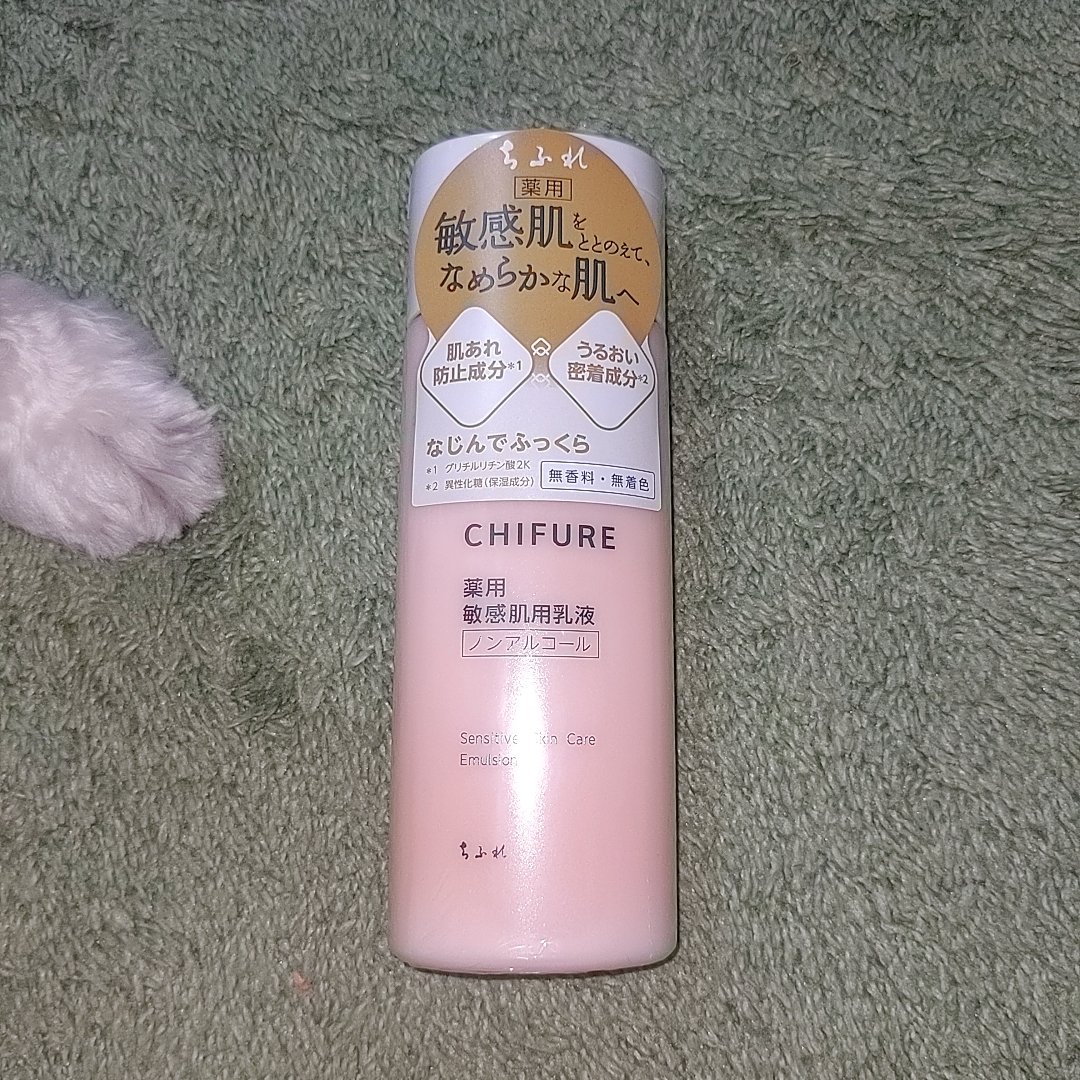 ちふれ
薬用
敏感肌を
ととのえて、
なめらかな肌へ
肌あれ
防止成分*1
うるおい
密着成分*2
なじんでふっくら
*1 グリチルリチン酸2K
*2 異性化糖(保湿成分)
無香料・無着色
CHIFURE
薬用
敏感肌用乳液
ノンアルコール
Sensitive Skin Care
Emulsion
ちふれ